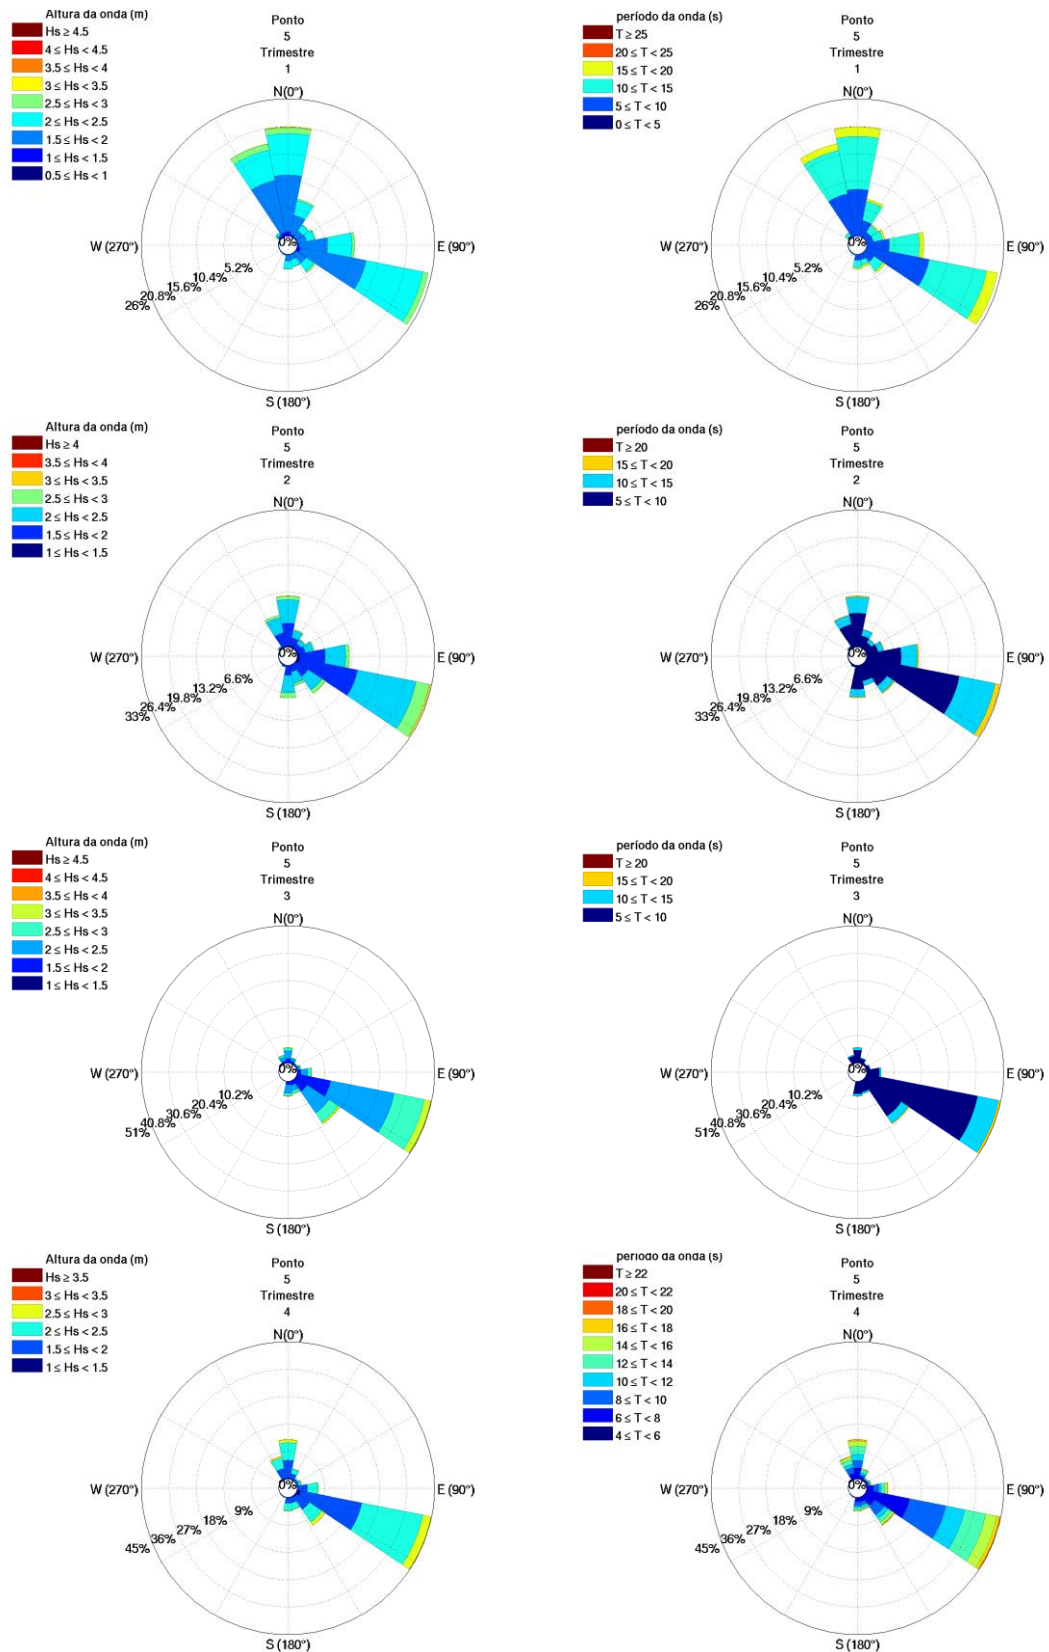 Altura da onda (m)
Hs ≥ 4.5
4 ≤ Hs < 4.5
3.5 ≤ Hs < 4
3 ≤ Hs < 3.5
2.5 ≤ Hs < 3
2 ≤ Hs < 2.5
1.5 ≤ Hs < 2
1 ≤ Hs < 1.5
0.5 ≤ Hs < 1
Ponto
5
Trimestre
1
N(0°)
W (270°)
E (90°)
S (180°)
0%
5.2%
10.4%
15.6%
20.8%
26%
período da onda (s)
T ≥ 25
20 ≤ T < 25
15 ≤ T < 20
10 ≤ T < 15
5 ≤ T < 10
0 ≤ T < 5
Ponto
5
Trimestre
1
N(0°)
W (270°)
E (90°)
S (180°)
0%
5.2%
10.4%
15.6%
20.8%
26%
Altura da onda (m)
Hs ≥ 4
3.5 ≤ Hs < 4
3 ≤ Hs < 3.5
2.5 ≤ Hs < 3
2 ≤ Hs < 2.5
1.5 ≤ Hs < 2
1 ≤ Hs < 1.5
Ponto
5
Trimestre
2
N(0°)
W (270°)
E (90°)
S (180°)
0%
6.6%
13.2%
19.8%
26.4%
33%
período da onda (s)
T ≥ 20
15 ≤ T < 20
10 ≤ T < 15
5 ≤ T < 10
Ponto
5
Trimestre
2
N(0°)
W (270°)
E (90°)
S (180°)
0%
6.6%
13.2%
19.8%
26.4%
33%
Altura da onda (m)
Hs ≥ 4.5
4 ≤ Hs < 4.5
3.5 ≤ Hs < 4
3 ≤ Hs < 3.5
2.5 ≤ Hs < 3
2 ≤ Hs < 2.5
1.5 ≤ Hs < 2
1 ≤ Hs < 1.5
Ponto
5
Trimestre
3
N(0°)
W (270°)
E (90°)
S (180°)
0%
10.2%
20.4%
30.6%
40.8%
51%
período da onda (s)
T ≥ 20
15 ≤ T < 20
10 ≤ T < 15
5 ≤ T < 10
Ponto
5
Trimestre
3
N(0°)
W (270°)
E (90°)
S (180°)
0%
10.2%
20.4%
30.6%
40.8%
51%
Altura da onda (m)
Hs ≥ 3.5
3 ≤ Hs < 3.5
2.5 ≤ Hs < 3
2 ≤ Hs < 2.5
1.5 ≤ Hs < 2
1 ≤ Hs < 1.5
Ponto
5
Trimestre
4
N(0°)
W (270°)
E (90°)
S (180°)
0%
9%
18%
27%
36%
45%
período da onda (s)
T ≥ 22
20 ≤ T < 22
18 ≤ T < 20
16 ≤ T < 18
14 ≤ T < 16
12 ≤ T < 14
10 ≤ T < 12
8 ≤ T < 10
6 ≤ T < 8
4 ≤ T < 6
Ponto
5
Trimestre
4
N(0°)
W (270°)
E (90°)
S (180°)
0%
9%
18%
27%
36%
45%